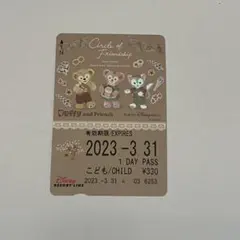 Circle of
Friendship
Duffy and Friends
有効期限 EXPIRES
2023 -3 31
1 DAY PASS
こども/CHILD ¥330
Disney
RESORT LINE
2023 -3 31